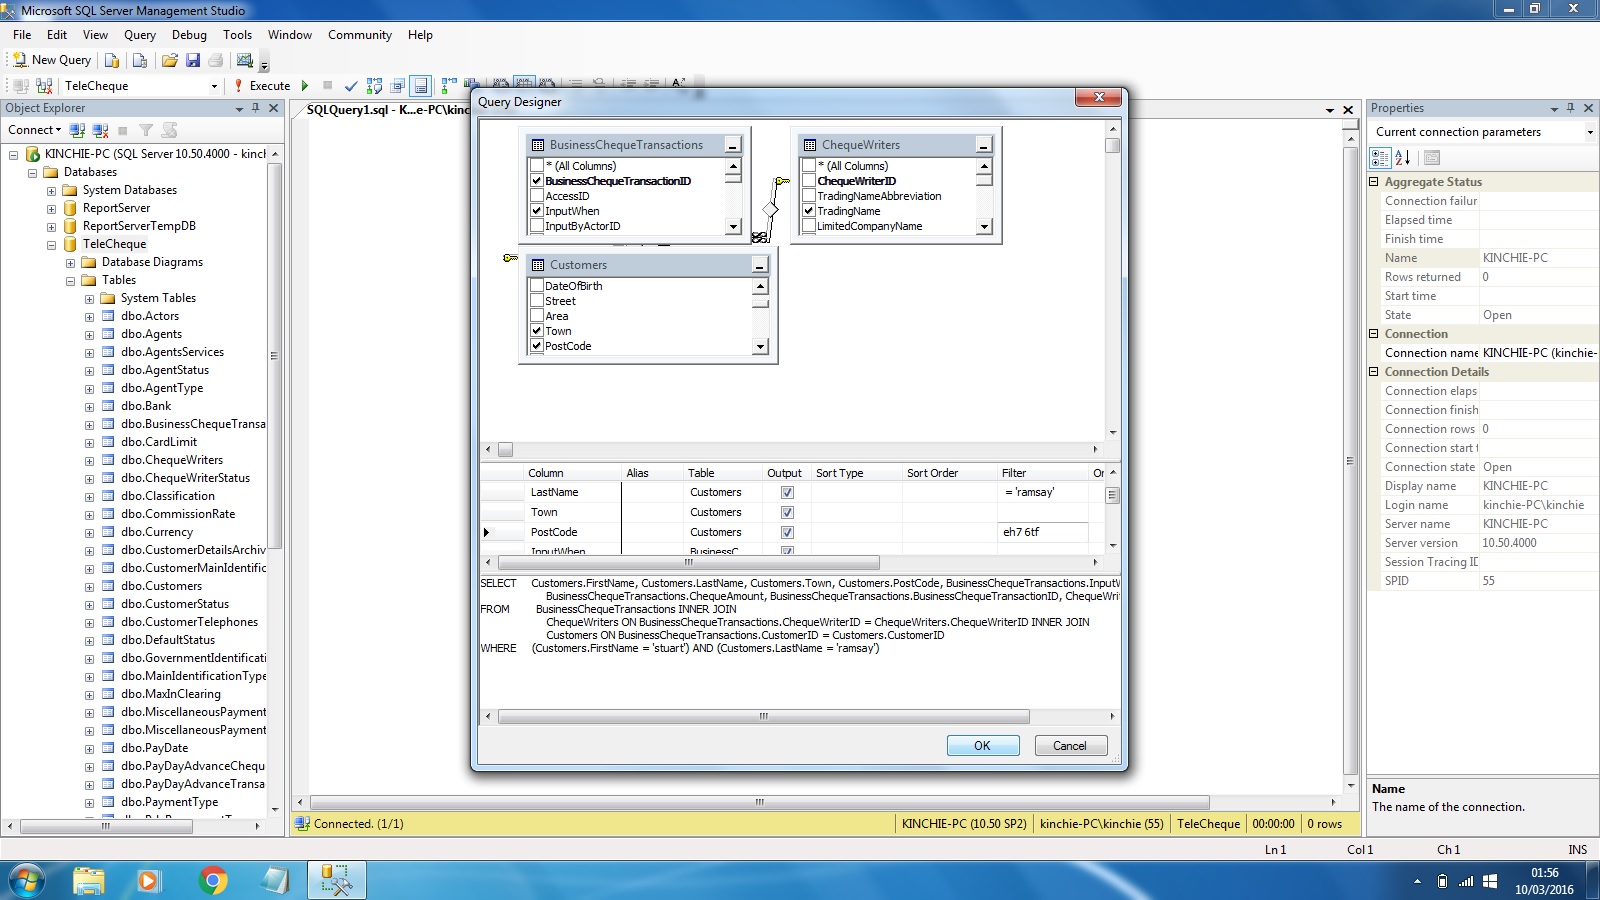 Microsoft SQL Server Management Studio
File Edit View Query Debug Tools Window Community Help
New Query
TeleCheque Execute
Object Explorer
Connect
KINCHIE-PC (SQL Server 10.50.4000 - kinch
Databases
System Databases
ReportServer
ReportServerTempDB
TeleCheque
Database Diagrams
Tables
System Tables
dbo.Actors
dbo.Agents
dbo.AgentsServices
dbo.AgentStatus
dbo.AgentType
dbo.Bank
dbo.BusinessChequeTransa
dbo.CardLimit
dbo.ChequeWriters
dbo.ChequeWriterStatus
dbo.Classification
dbo.CommissionRate
dbo.Currency
dbo.CustomerDetailsArchiv
dbo.CustomerMainIdentific
dbo.Customers
dbo.CustomerStatus
dbo.CustomerTelephones
dbo.DefaultStatus
dbo.GovernmentIdentificati
dbo.MainIdentificationType
dbo.MaxInClearing
dbo.MiscellaneousPayment
dbo.MiscellaneousPayment
dbo.PayDate
dbo.PayDayAdvanceChequ
dbo.PayDayAdvanceTransa
dbo.PaymentType
SQLQuery1.sql - K...e-PC\kinc
Query Designer
BusinessChequeTransactions
* (All Columns)
BusinessChequeTransactionID
AccessID
InputWhen
InputByActorID
ChequeWriters
* (All Columns)
ChequeWriterID
TradingNameAbbreviation
TradingName
LimitedCompanyName
Customers
DateOfBirth
Street
Area
Town
PostCode
Column Alias Table Output Sort Type Sort Order Filter Or
LastName Customers = 'ramsay'
Town Customers
PostCode Customers eh7 6tf
InputWhen BusinessC...
SELECT Customers.FirstName, Customers.LastName, Customers.Town, Customers.PostCode, BusinessChequeTransactions.InputW
BusinessChequeTransactions.ChequeAmount, BusinessChequeTransactions.BusinessChequeTransactionID, ChequeWrit
FROM BusinessChequeTransactions INNER JOIN
ChequeWriters ON BusinessChequeTransactions.ChequeWriterID = ChequeWriters.ChequeWriterID INNER JOIN
Customers ON BusinessChequeTransactions.CustomerID = Customers.CustomerID
WHERE (Customers.FirstName = 'stuart') AND (Customers.LastName = 'ramsay')
OK Cancel
Connected. (1/1) KINCHIE-PC (10.50 SP2) kinchie-PC\kinchie (55) TeleCheque 00:00:00 0 rows
Properties
Current connection parameters
Aggregate Status
Connection failur
Elapsed time
Finish time
Name KINCHIE-PC
Rows returned 0
Start time
State Open
Connection
Connection name KINCHIE-PC (kinchie-
Connection Details
Connection elaps
Connection finish
Connection rows 0
Connection start t
Connection state Open
Display name KINCHIE-PC
Login name kinchie-PC\kinchie
Server name KINCHIE-PC
Server version 10.50.4000
Session Tracing ID
SPID 55
Name
The name of the connection.
Ln 1 Col 1 Ch 1 INS
01:56
10/03/2016